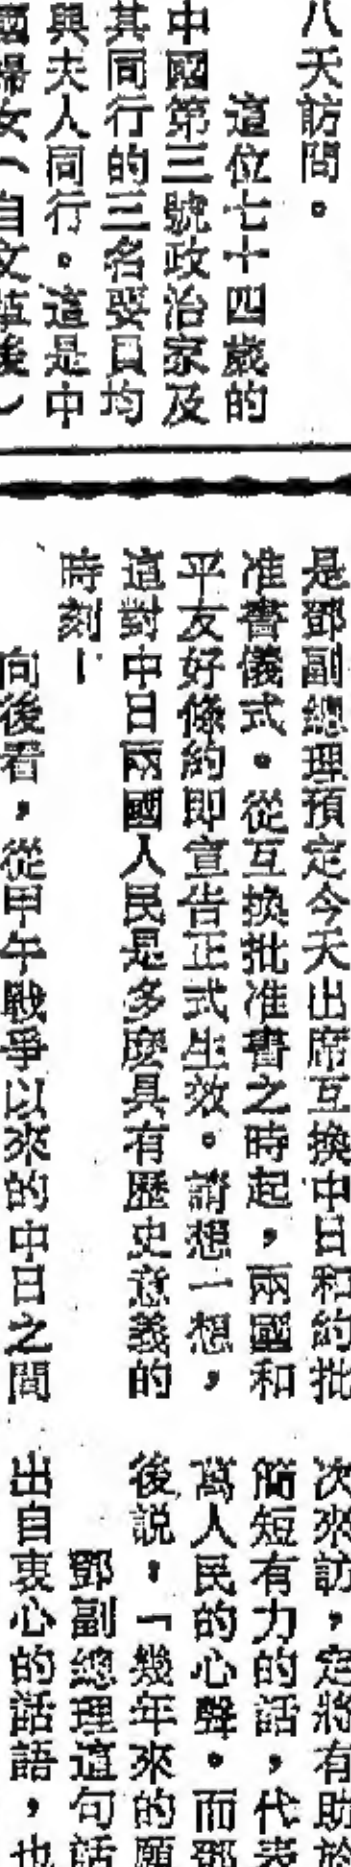 八天訪問。
這位七十四歲的
中國第三號政治家及
其同行的三名要員均
與夫人同行。這是中
國婦女（自文革後）
是鄧副總理預定今天出席互換中日和約批
准書儀式。從互換批准書之時起，兩國和
平友好條約即宣告正式生效。請想一想，
這對中日兩國人民是多麽具有歷史意義的
時刻！
向後看，從甲午戰爭以來的中日之間
次來訪，定將有助於
簡短有力的話，代表
萬人民的心聲。而鄧
後説，「幾年來的願
鄧副總理這句話
出自衷心的話語，也